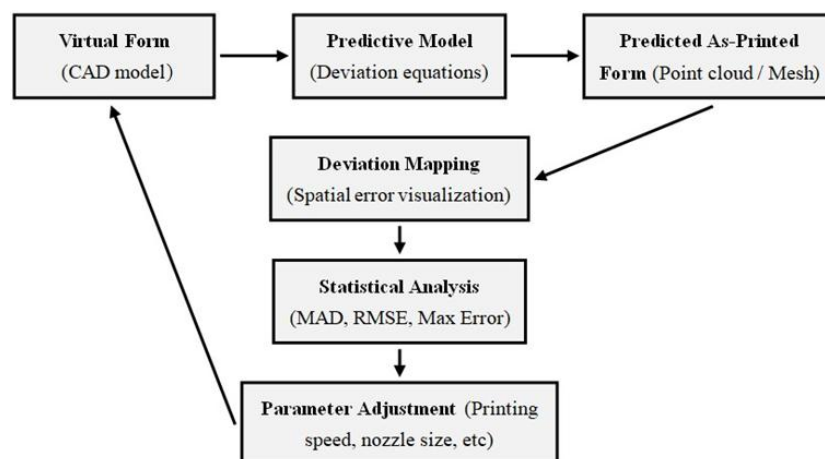 Virtual Form
(CAD model)
Predictive Model
(Deviation equations)
Predicted As-Printed
Form (Point cloud / Mesh)
Deviation Mapping
(Spatial error visualization)
Statistical Analysis
(MAD, RMSE, Max Error)
Parameter Adjustment (Printing
speed, nozzle size, etc)